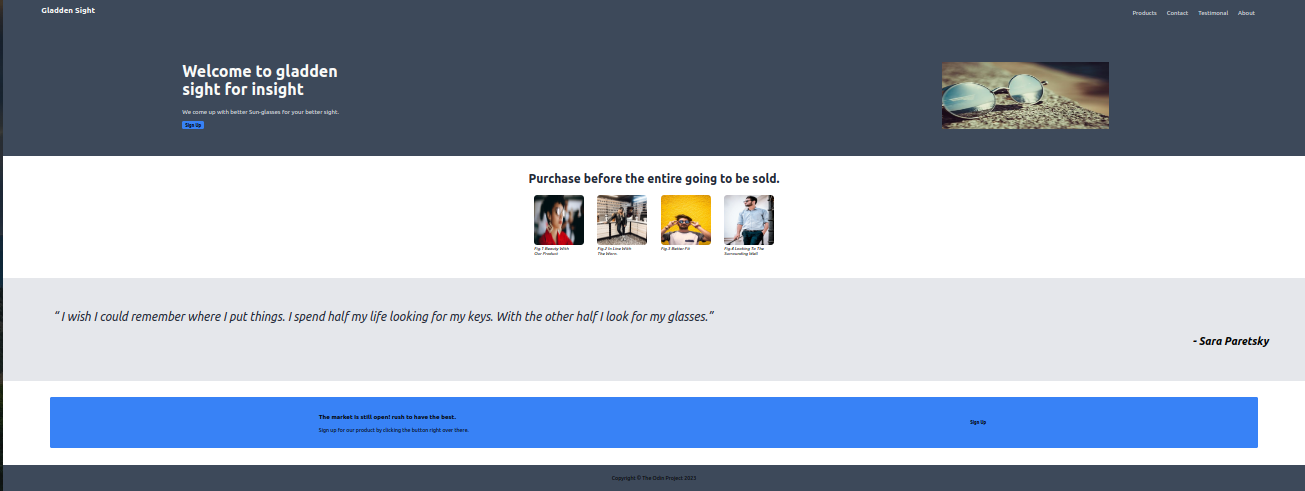 Gladden Sight
Products Contact Testimonal About
Welcome to gladden
sight for insight
We come up with better Sun-glasses for your better sight.
Sign Up
Purchase before the entire going to be sold.
Fig.1 Beauty With
Our Product
Fig.2 In Line With
The Wons
Fig.3 Better Fit
Fig.4 Looking To The
Surrounding Well
“ I wish I could remember where I put things. I spend half my life looking for my keys. With the other half I look for my glasses.”
- Sara Paretsky
The market is still open! rush to have the best.
Sign up for our product by clicking the button right over there.
Sign Up
Copyright © The Odin Project 2023